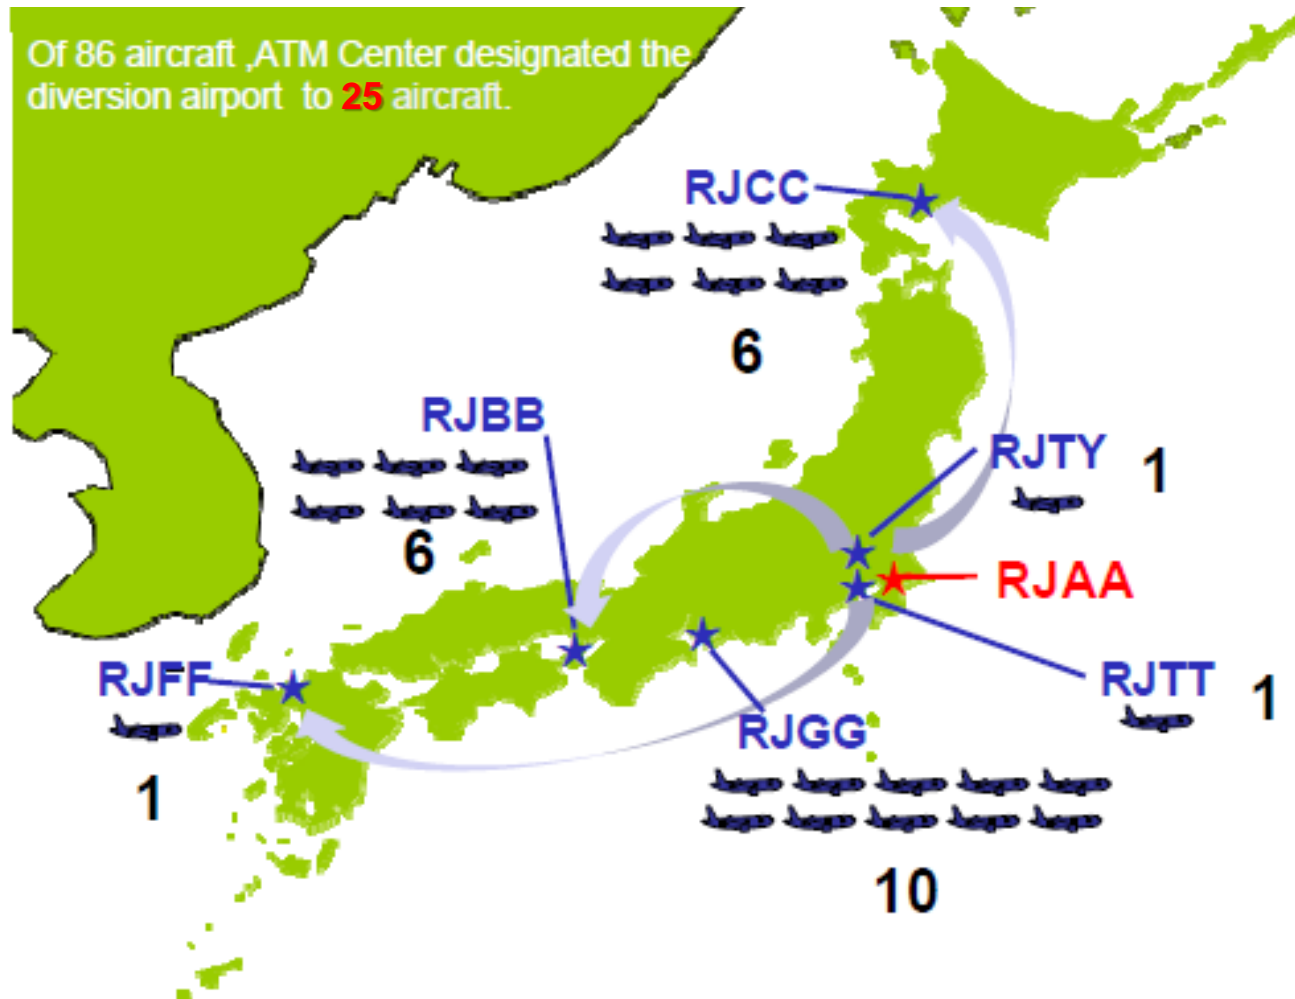 Of 86 aircraft ,ATM Center designated the
diversion airport to 25 aircraft.
RJCC
6
RJBB
6
RJTY 1
RJAA
RJFF
1
RJTT 1
RJGG
10